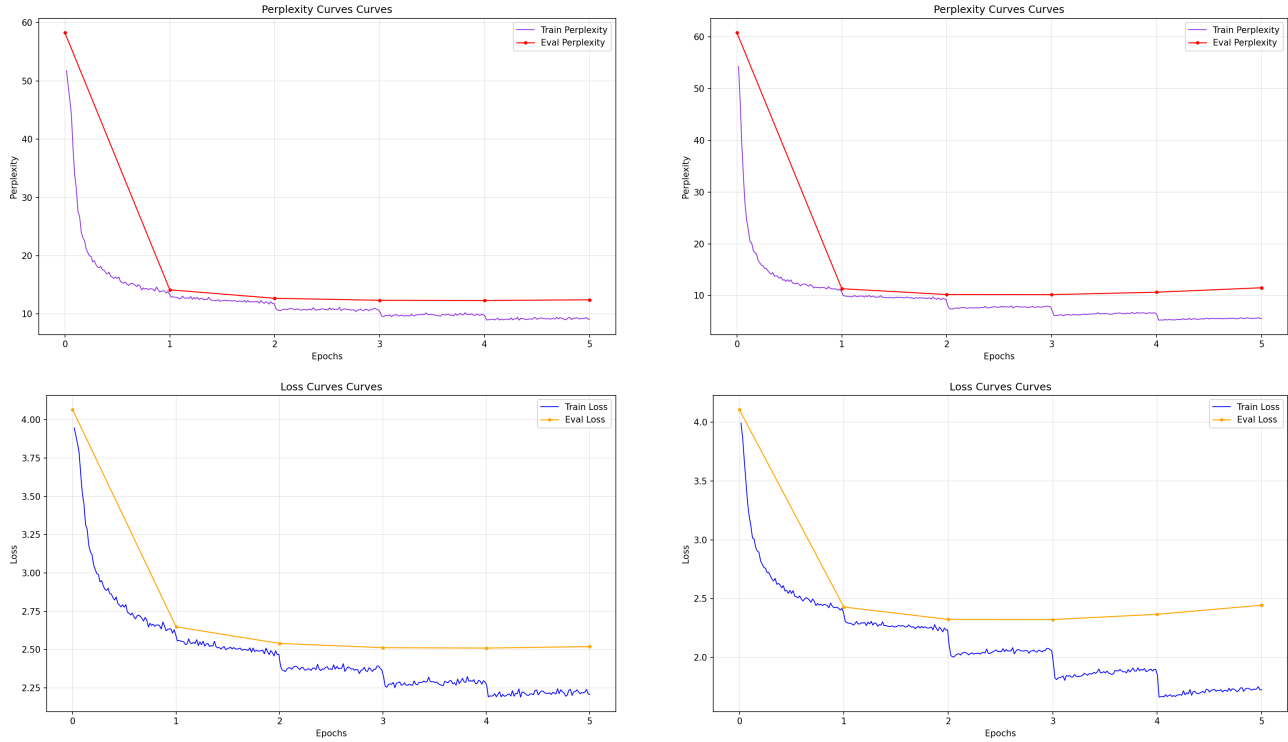 Perplexity Curves Curves
60
50
40
30
20
10
Perplexity
Train Perplexity
Eval Perplexity
0 1 2 3 4 5
Epochs
Perplexity Curves Curves
60
50
40
30
20
10
Perplexity
Train Perplexity
Eval Perplexity
0 1 2 3 4 5
Epochs
Loss Curves Curves
4.00
3.75
3.50
3.25
3.00
2.75
2.50
2.25
Loss
Train Loss
Eval Loss
0 1 2 3 4 5
Epochs
Loss Curves Curves
4.0
3.5
3.0
2.5
2.0
Loss
Train Loss
Eval Loss
0 1 2 3 4 5
Epochs